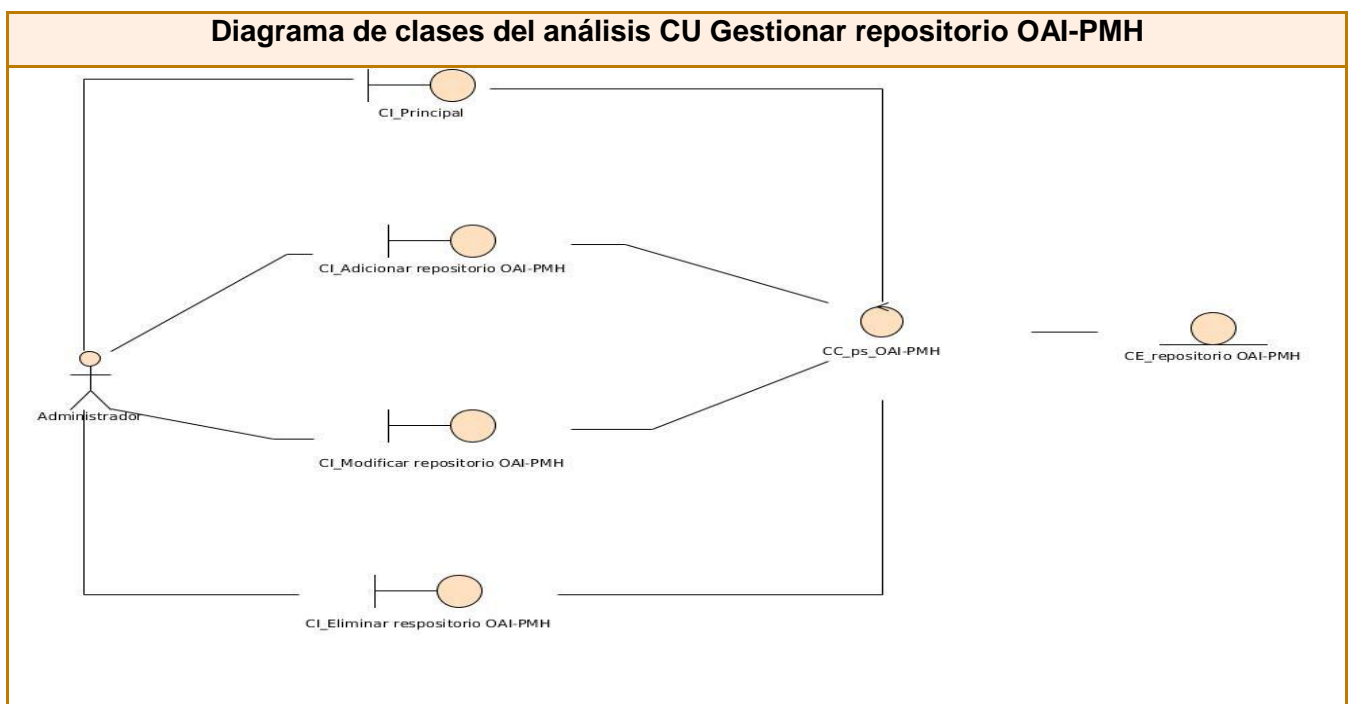 Diagrama de clases del análisis CU Gestionar repositorio OAI-PMH
CI_Principal
CI_Adicionar repositorio OAI-PMH
CC_ps_OAI-PMH
CE_repositorio OAI-PMH
Administrador
CI_Modificar repositorio OAI-PMH
CI_Eliminar respositorio OAI-PMH